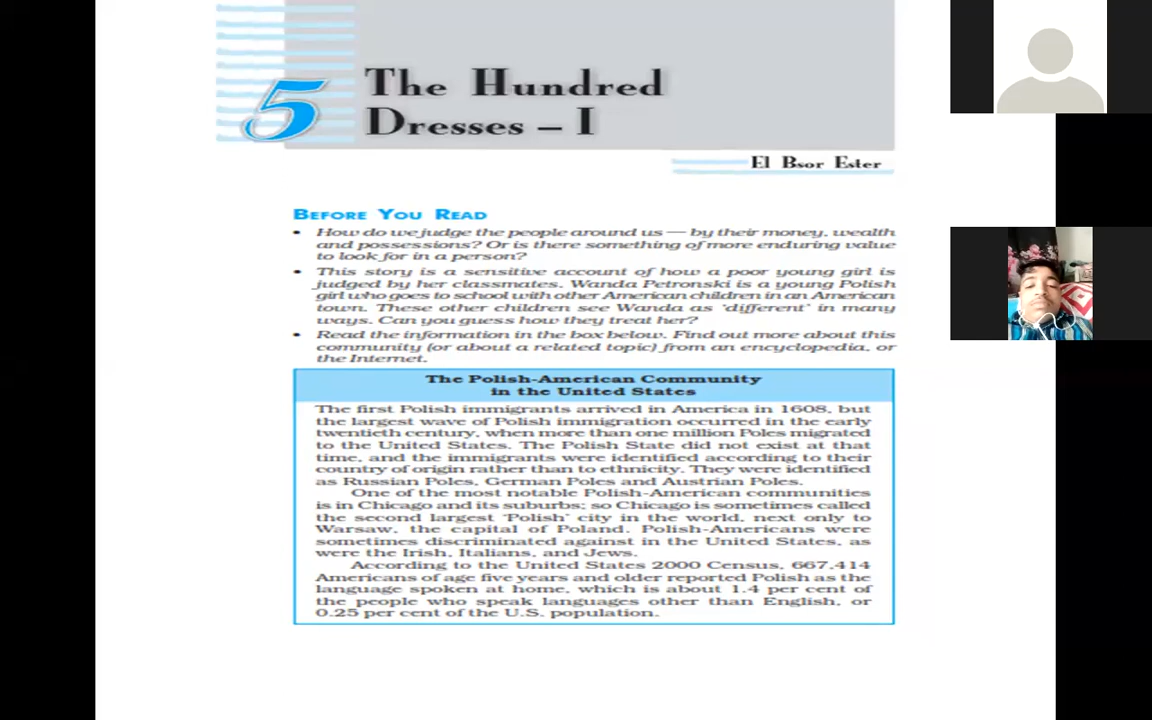 5
The Hundred
Dresses – I
El Bsor Ester
BEFORE YOU READ
• How do we judge the people around us — by their money, wealth
and possessions? Or is there something of more enduring value
to look for in a person?
• This story is a sensitive account of how a poor young girl is
judged by her classmates. Wanda Petronski is a young Polish
girl who goes to school with other American children in an American
town. These other children see Wanda as 'different' in many
ways. Can you guess how they treat her?
• Read the information in the box below. Find out more about this
community (or about a related topic) from an encyclopedia, or
the Internet.
The Polish-American Community
in the United States
The first Polish immigrants arrived in America in 1608, but
the largest wave of Polish immigration occurred in the early
twentieth century, when more than one million Poles migrated
to the United States. The Polish State did not exist at that
time, and the immigrants were identified according to their
country of origin rather than to ethnicity. They were identified
as Russian Poles, German Poles and Austrian Poles.
One of the most notable Polish-American communities
is in Chicago and its suburbs; so Chicago is sometimes called
the second largest 'Polish' city in the world, next only to
Warsaw, the capital of Poland. Polish-Americans were
sometimes discriminated against in the United States, as
were the Irish, Italians, and Jews.
According to the United States 2000 Census, 667,414
Americans of age five years and older reported Polish as the
language spoken at home, which is about 1.4 per cent of
the people who speak languages other than English, or
0.25 per cent of the U.S. population.